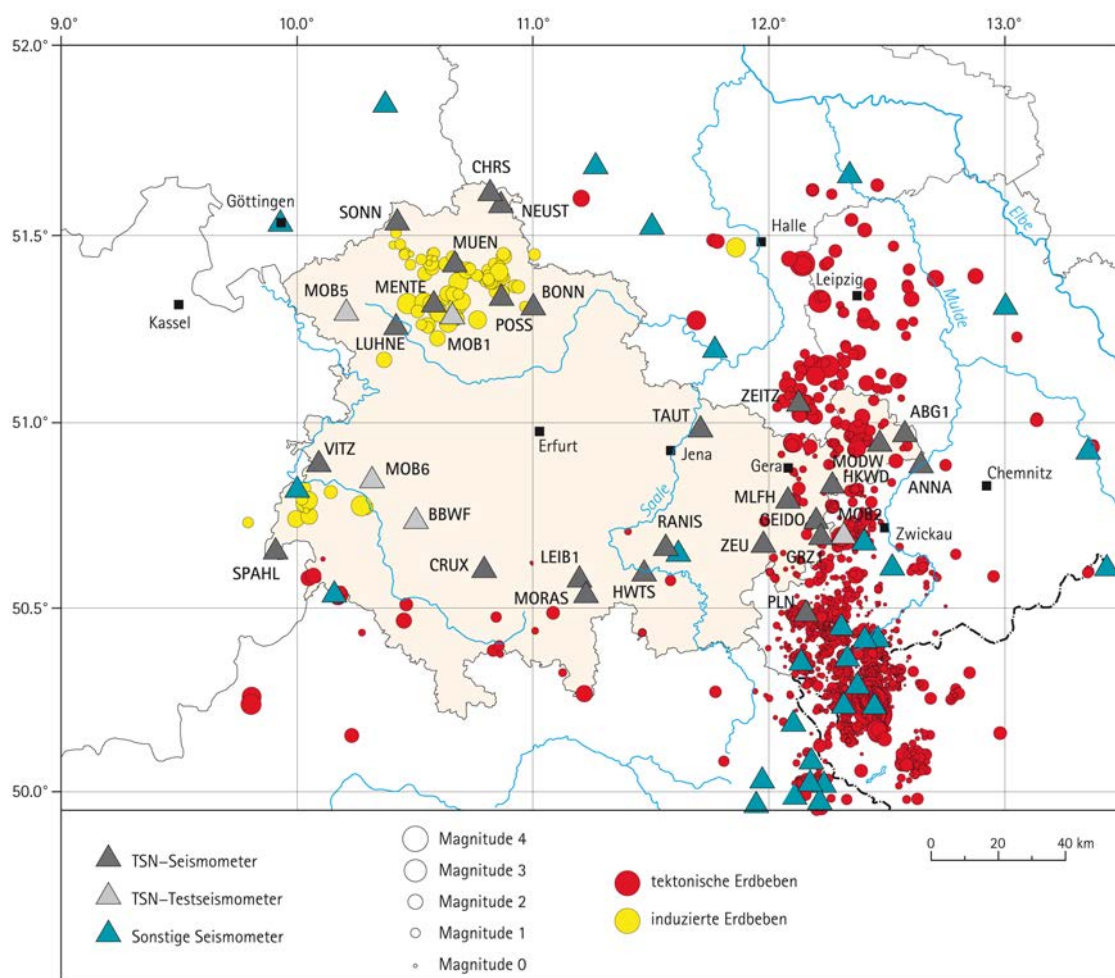 9.0° 10.0° 11.0° 12.0° 13.0°
52.0°
CHRS
Göttingen
SONN
NEUST
Elbe
51.5°
Halle
MUEN
Leipzig
MOB5
MENTE
BONN
Mulde
Kassel
LUHNE
MOB1
POSS
ZEITZ
ABG1
51.0°
TAUT
Erfurt
Jena
VITZ
MOB6
Gera
MODW
HKWD
ANNA
Chemnitz
Saale
MLFH
BBWF
RANIS
GEIDO
MOB2
Zwickau
SPAHL
CRUX
LEIB1
ZEU
GRZ1
MORAS
HWTS
50.5°
PLN
50.0°
TSN-Seismometer
TSN-Testseismometer
Sonstige Seismometer
Magnitude 4
Magnitude 3
Magnitude 2
Magnitude 1
Magnitude 0
tektonische Erdbeben
induzierte Erdbeben
0 20 40 km